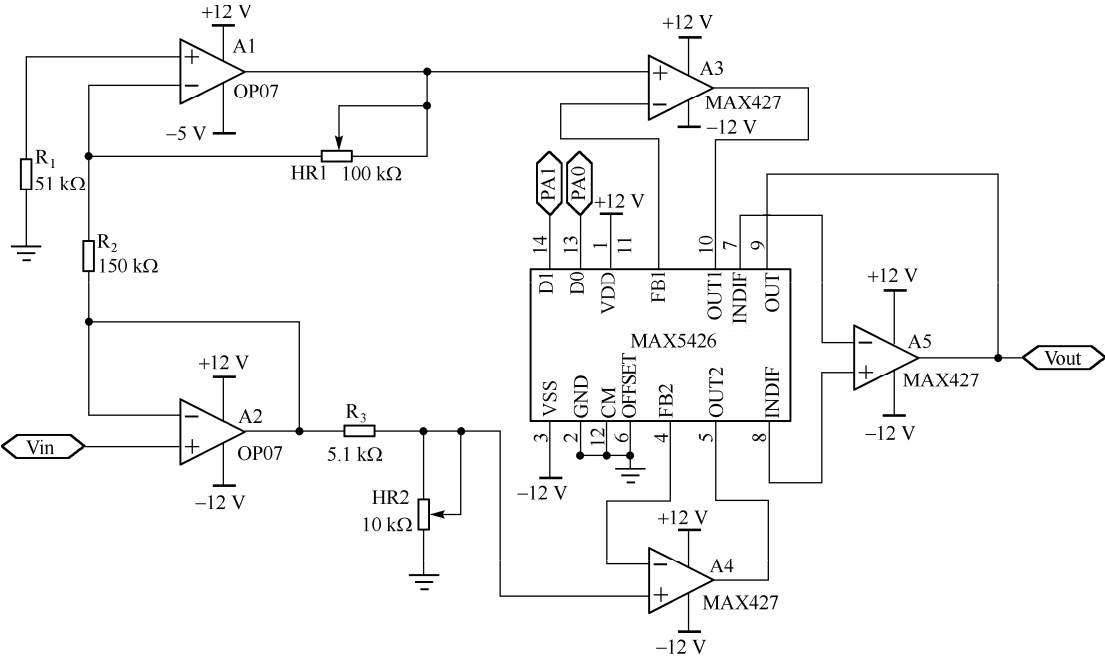 +12 V
A1
OP07
−5 V
+12 V
A3
MAX427
−12 V
R1
51 kΩ
HR1 100 kΩ
PA1
PA0
+12 V
R2
150 kΩ
14
13
1
11
10
7
9
D1
D0
VDD
FB1
OUT1
INDIF
OUT
MAX5426
VSS
GND
CM
OFFSET
FB2
OUT2
INDIF
3
2
12
6
4
5
8
−12 V
+12 V
A5
MAX427
−12 V
Vout
Vin
+12 V
A2
OP07
−12 V
R3
5.1 kΩ
HR2
10 kΩ
+12 V
A4
MAX427
−12 V